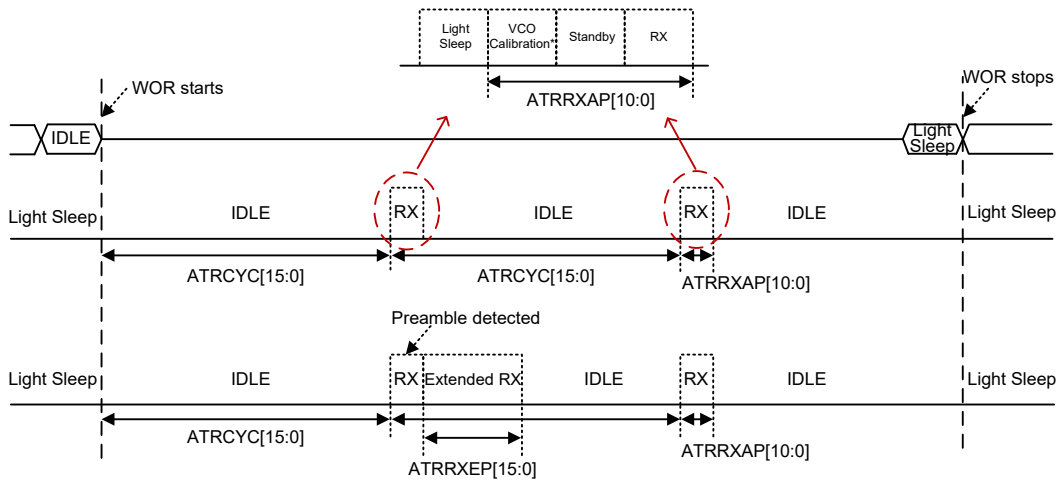 Light
Sleep
VCO
Calibration*
Standby
RX
ATRRXAP[10:0]
WOR starts
WOR stops
IDLE
Light
Sleep
Light Sleep
IDLE
RX
IDLE
RX
IDLE
Light Sleep
ATRCYC[15:0]
ATRCYC[15:0]
ATRRXAP[10:0]
Preamble detected
Light Sleep
IDLE
RX
Extended RX
IDLE
RX
IDLE
Light Sleep
ATRCYC[15:0]
ATRRXEP[15:0]
ATRRXAP[10:0]